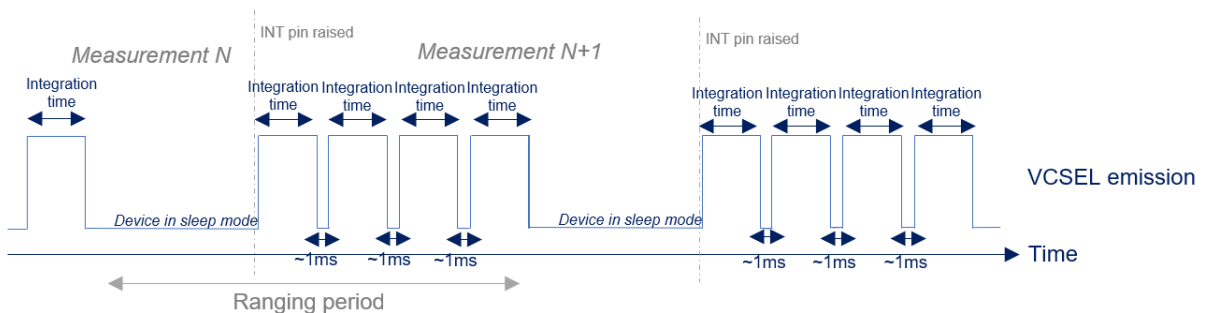 INT pin raised
INT pin raised
Measurement N
Measurement N+1
Integration
time
Integration
time
Integration
time
Integration
time
Integration
time
Integration
time
Integration
time
Integration
time
Integration
time
VCSEL emission
Device in sleep mode
Device in sleep mode
~1ms
~1ms
~1ms
~1ms
~1ms
~1ms
Time
Ranging period